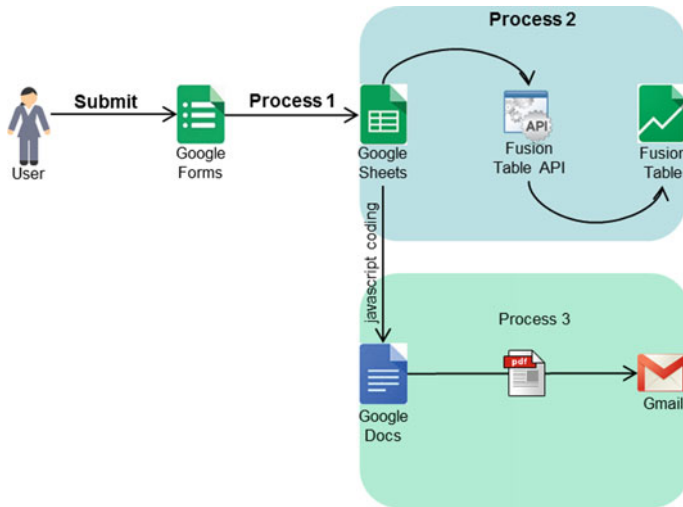 Process 2
Submit
Process 1
API
User
Google
Forms
Google
Sheets
Fusion
Table API
Fusion
Table
javascript coding
Process 3
pdf
Google
Docs
Gmail